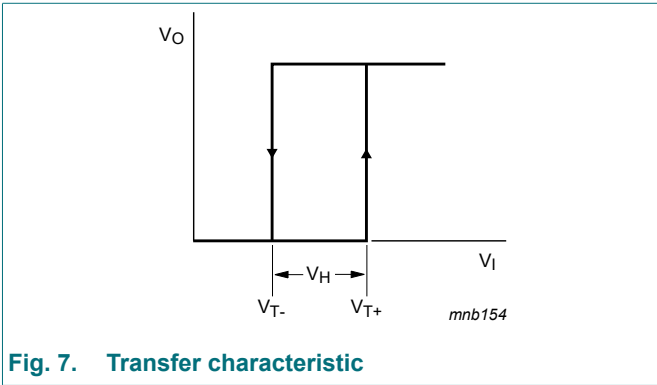 VO
VI
VH
VT-
VT+
mnb154
Fig. 7. Transfer characteristic